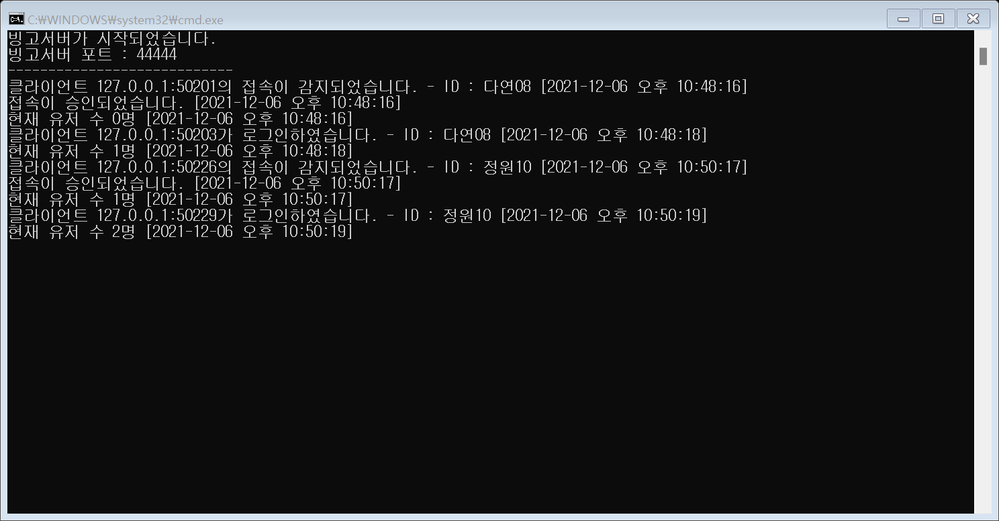 C:₩WINDOWS₩system32₩cmd.exe
빙고서버가 시작되었습니다.
빙고서버 포트 : 44444
----------------------------
클라이언트 127.0.0.1:50201의 접속이 감지되었습니다. - ID : 다연08 [2021-12-06 오후 10:48:16]
접속이 승인되었습니다. [2021-12-06 오후 10:48:16]
현재 유저 수 0명 [2021-12-06 오후 10:48:16]
클라이언트 127.0.0.1:50203가 로그인하였습니다. - ID : 다연08 [2021-12-06 오후 10:48:18]
현재 유저 수 1명 [2021-12-06 오후 10:48:18]
클라이언트 127.0.0.1:50226의 접속이 감지되었습니다. - ID : 정원10 [2021-12-06 오후 10:50:17]
접속이 승인되었습니다. [2021-12-06 오후 10:50:17]
현재 유저 수 1명 [2021-12-06 오후 10:50:17]
클라이언트 127.0.0.1:50229가 로그인하였습니다. - ID : 정원10 [2021-12-06 오후 10:50:19]
현재 유저 수 2명 [2021-12-06 오후 10:50:19]